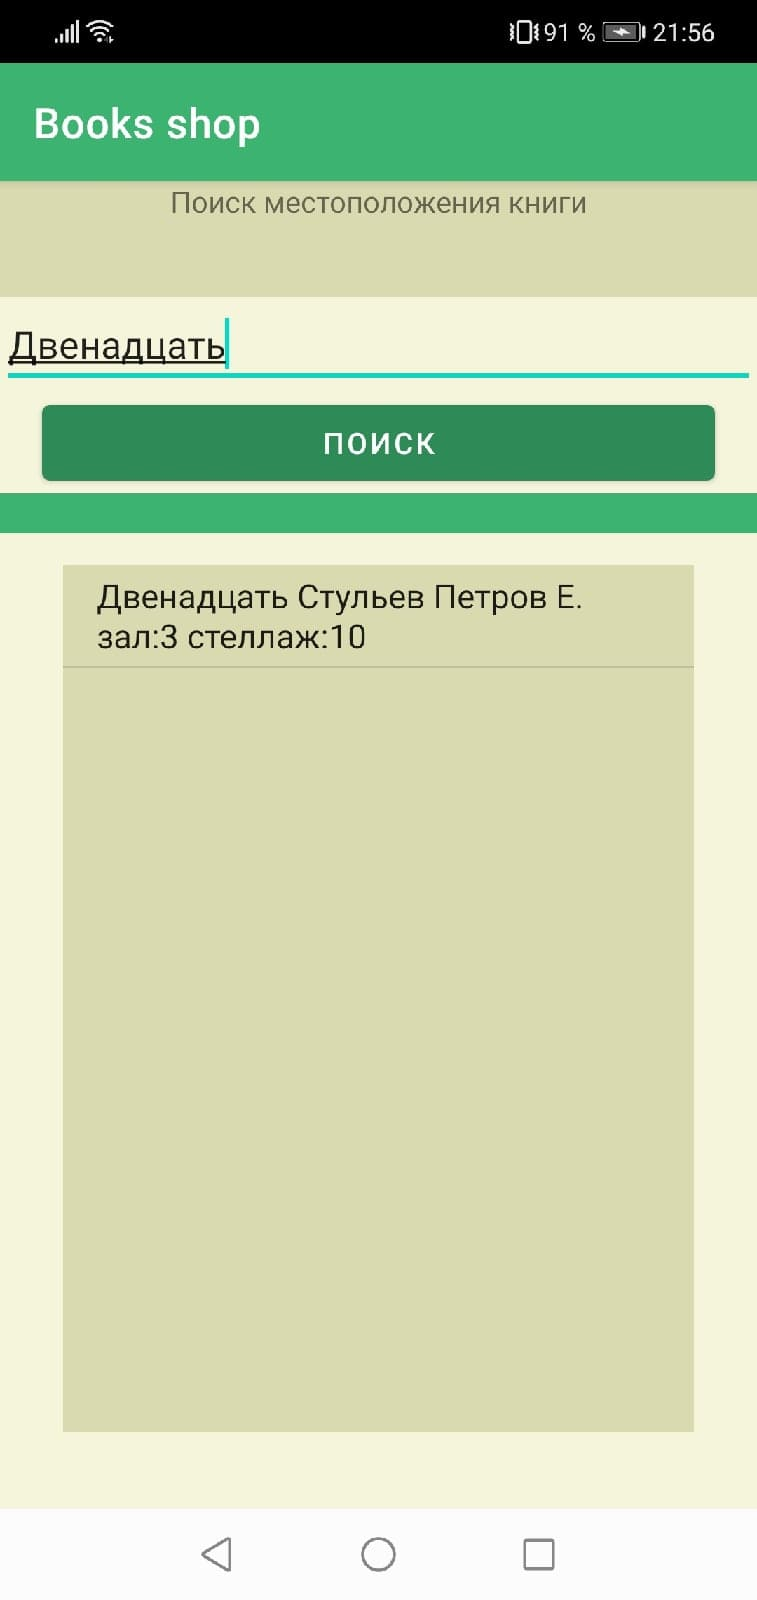 91 % 21:56
Books shop
Поиск местоположения книги
Двенадцать
ПОИСК
Двенадцать Стульев Петров Е.
зал:3 стеллаж:10